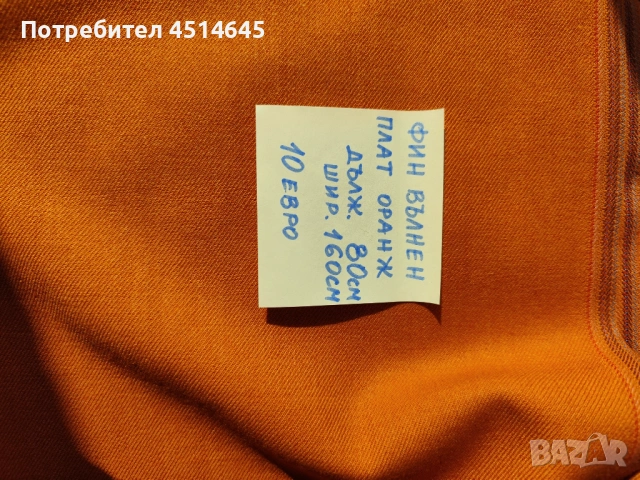 Потребител 4514645
ФИН ВЪЛНЕН
ПЛАТ ОРАНЖ
ДЪЛЖ. 80СМ
ШИР. 160СМ
10 ЕВРО
BAZAR